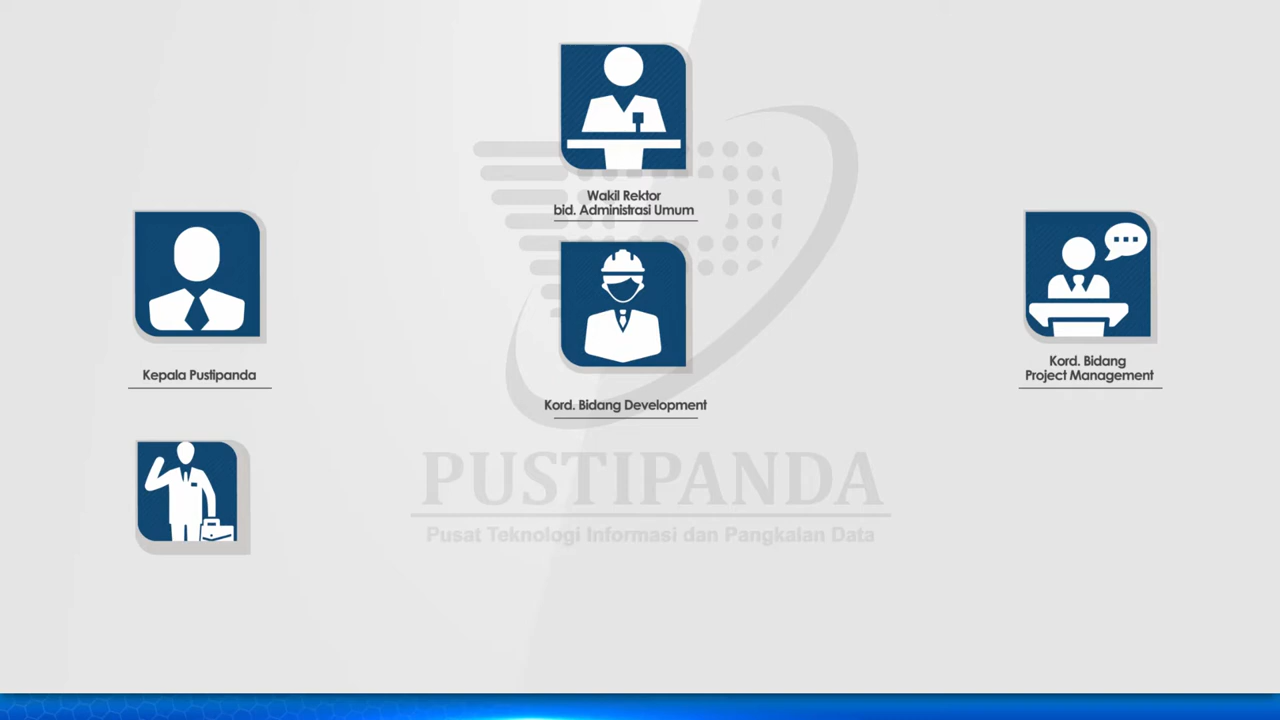 Wakil Rektor
bid. Administrasi Umum
Kepala Pustipanda
Kord. Bidang Development
Kord. Bidang
Project Management
PUSTIPANDA
Pusat Teknologi Informasi dan Pangkalan Data